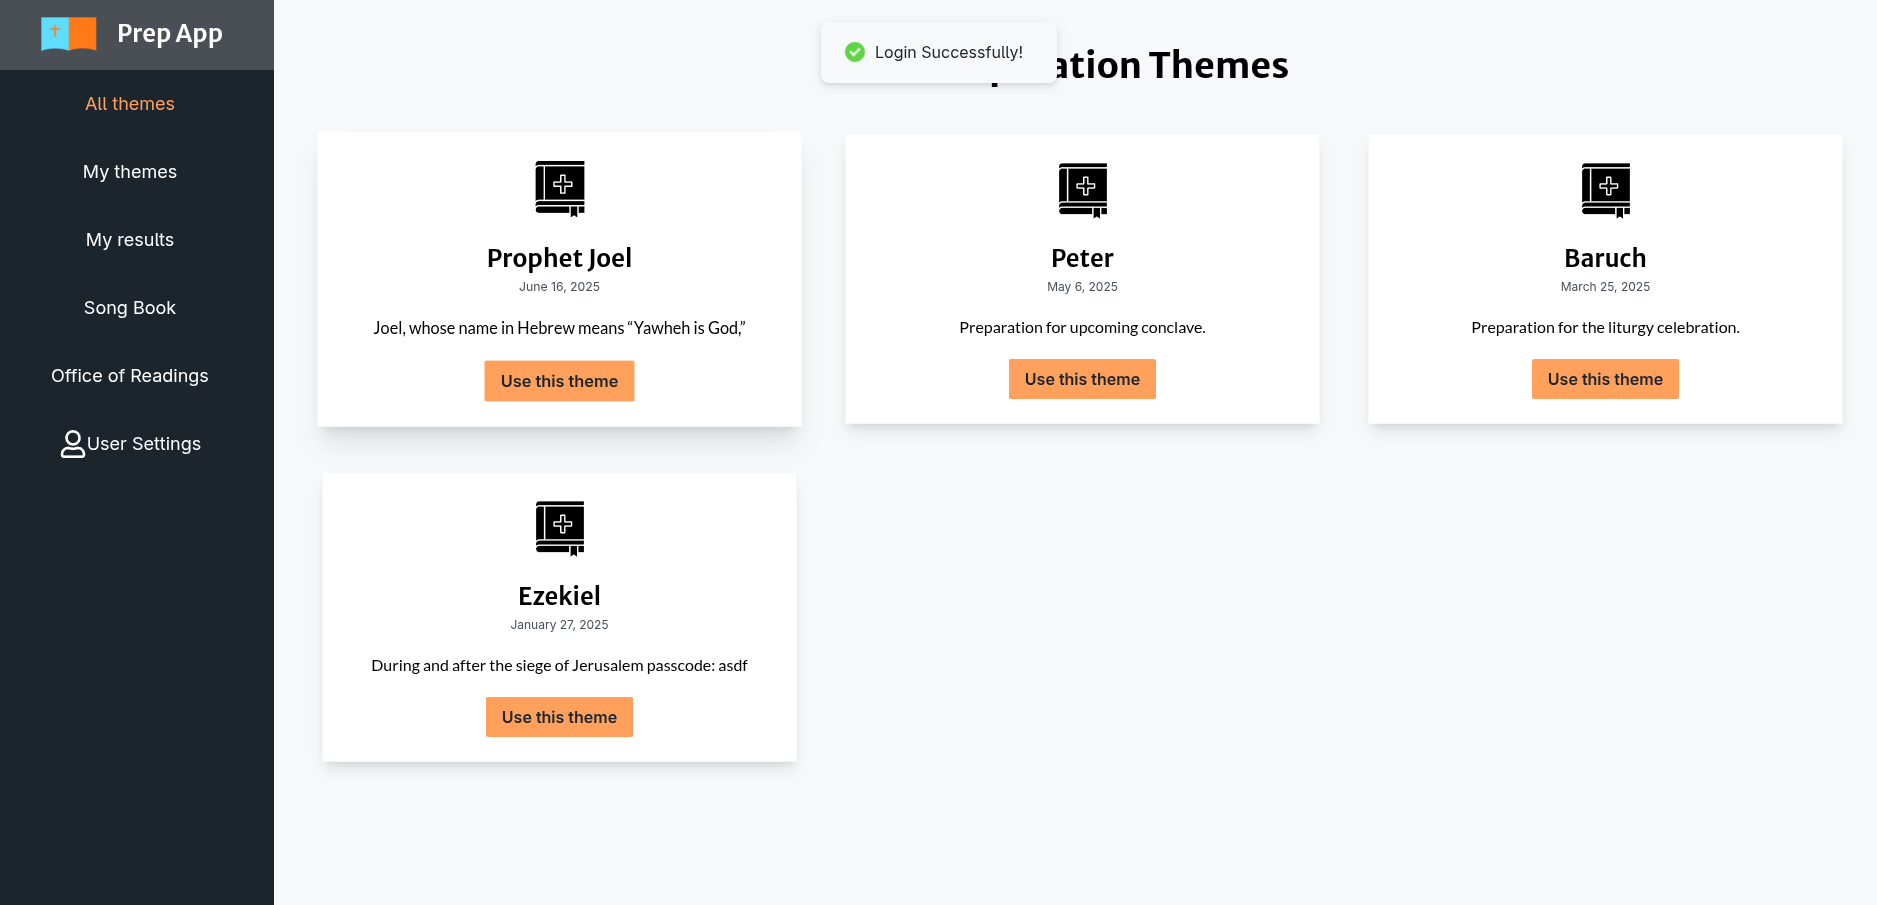 Prep App
All themes
My themes
My results
Song Book
Office of Readings
User Settings
Login Successfully!
Themes
Prophet Joel
June 16, 2025
Joel, whose name in Hebrew means “Yawheh is God,”
Use this theme
Peter
May 6, 2025
Preparation for upcoming conclave.
Use this theme
Baruch
March 25, 2025
Preparation for the liturgy celebration.
Use this theme
Ezekiel
January 27, 2025
During and after the siege of Jerusalem passcode: asdf
Use this theme